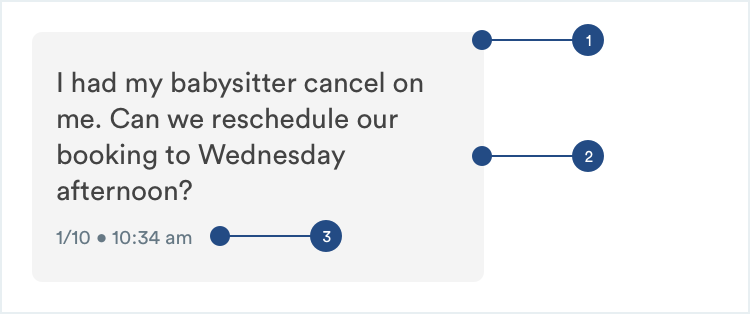 1
I had my babysitter cancel on
me. Can we reschedule our
booking to Wednesday
2
afternoon?
1/10 • 10:34 am
3